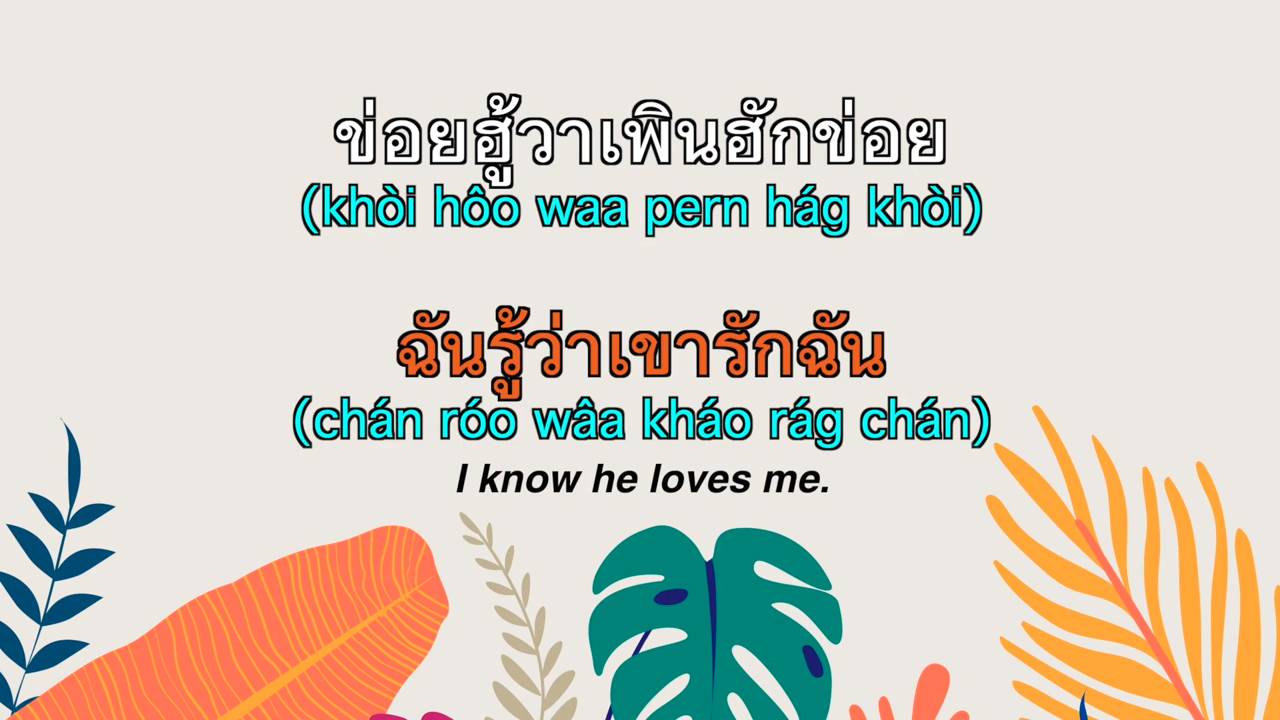 ข่อยฮู้วาเพินฮักข่อย
(khòi hôo waa pern hág khòi)
ฉันรู้ว่าเขารักฉัน
(chán róo wâa kháo rág chán)
I know he loves me.